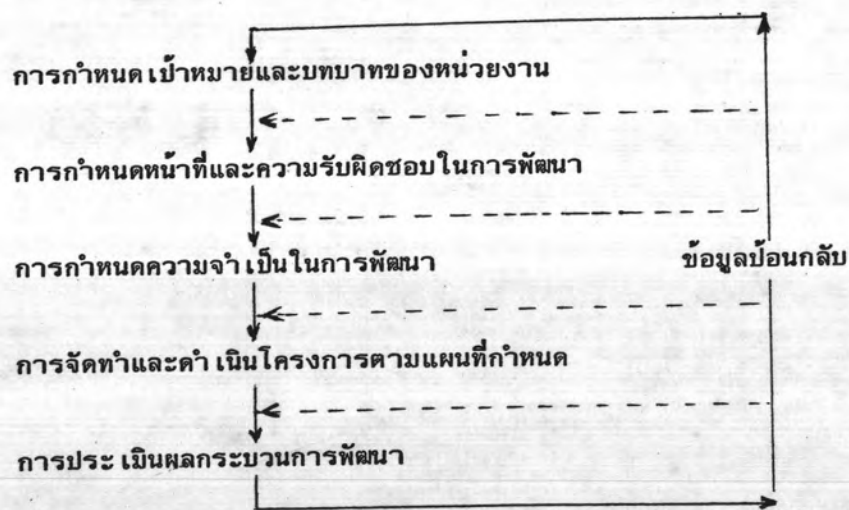 การกำหนดเป้าหมายและบทบาทของหน่วยงาน
การกำหนดหน้าที่และความรับผิดชอบในการพัฒนา
การกำหนดความจำเป็นในการพัฒนา
ข้อมูลป้อนกลับ
การจัดทำและดำเนินโครงการตามแผนที่กำหนด
การประเมินผลกระบวนการพัฒนา